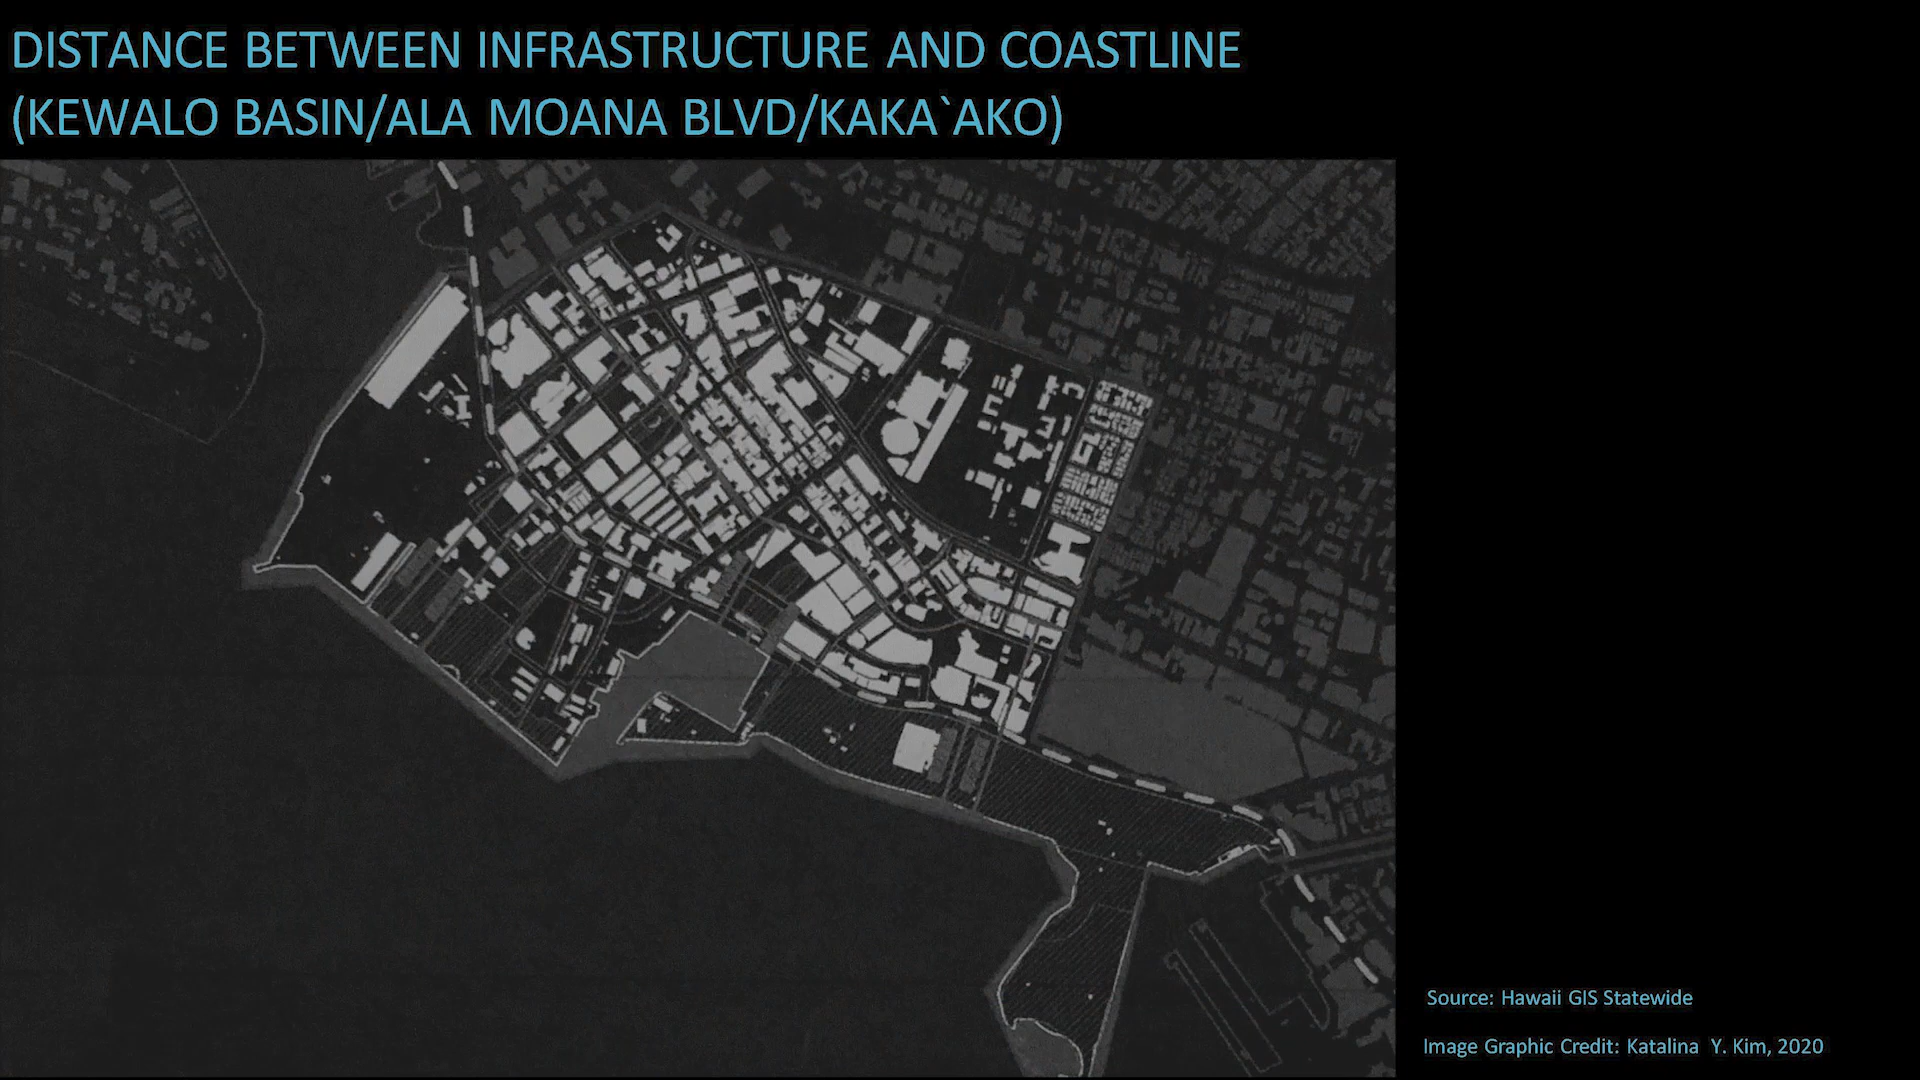 DISTANCE BETWEEN INFRASTRUCTURE AND COASTLINE
(KEWALO BASIN/ALA MOANA BLVD/KAKA`AKO)
Source: Hawaii GIS Statewide
Image Graphic Credit: Katalina Y. Kim, 2020